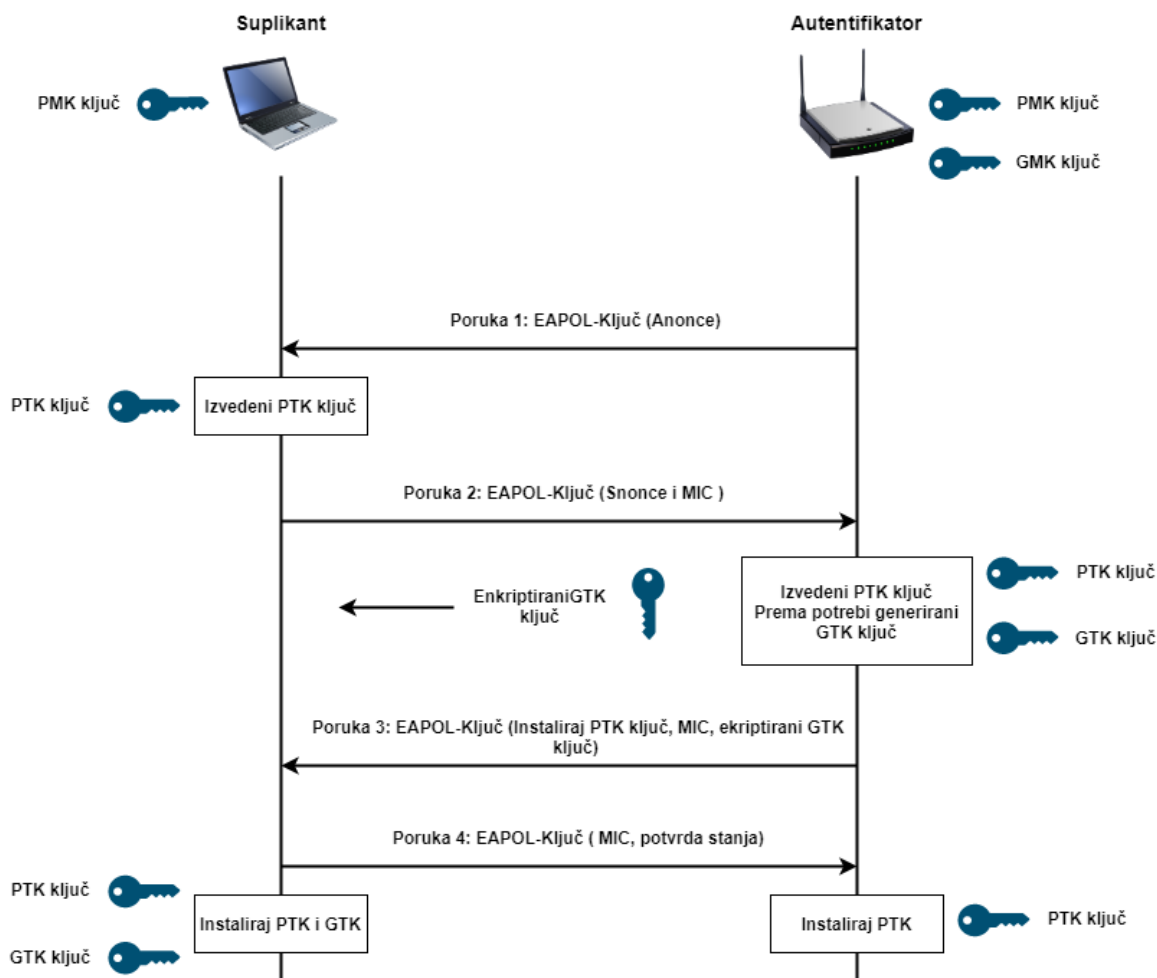 Suplikant
Autentifikator
PMK ključ
PMK ključ
GMK ključ
Poruka 1: EAPOL-Ključ (Anonce)
PTK ključ
Izvedeni PTK ključ
Poruka 2: EAPOL-Ključ (Snonce i MIC )
EnkriptiraniGTK
ključ
Izvedeni PTK ključ
Prema potrebi generirani
GTK ključ
PTK ključ
GTK ključ
Poruka 3: EAPOL-Ključ (Instaliraj PTK ključ, MIC, ekriptirani GTK
ključ)
Poruka 4: EAPOL-Ključ ( MIC, potvrda stanja)
PTK ključ
GTK ključ
Instaliraj PTK i GTK
Instaliraj PTK
PTK ključ